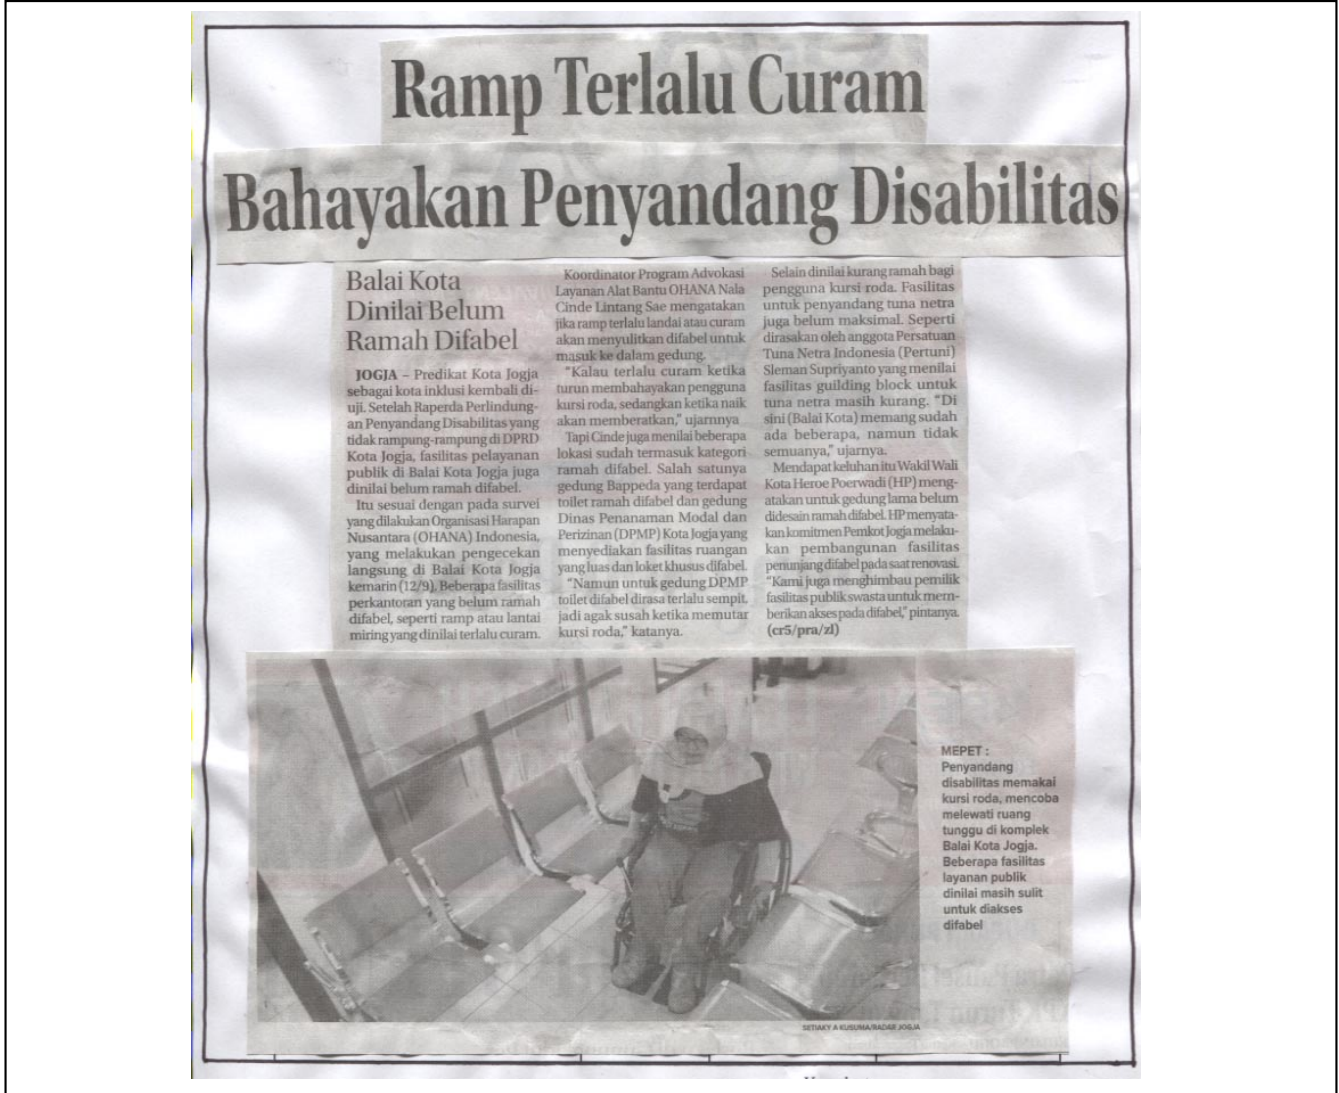 Ramp Terlalu Curam
Bahayakan Penyandang Disabilitas
Balai Kota
Dinilai Belum
Ramah Difabel
JOGJA – Predikat Kota Jogja
sebagai kota inklusi kembali di-
uji. Setelah Raperda Perlindung-
an Penyandang Disabilitas yang
tidak rampung-rampung di DPRD
Kota Jogja, fasilitas pelayanan
publik di Balai Kota Jogja juga
dinilai belum ramah difabel.
Itu sesuai dengan pada survei
yang dilakukan Organisasi Harapan
Nusantara (OHANA) Indonesia,
yang melakukan pengecekan
langsung di Balai Kota Jogja
kemarin (12/9). Beberapa fasilitas
perkantoran yang belum ramah
difabel, seperti ramp atau lantai
miring yang dinilai terlalu curam.
Koordinator Program Advokasi
Layanan Alat Bantu OHANA Nala
Cinde Lintang Sae mengatakan
jika ramp terlalu landai atau curam
akan menyulitkan difabel untuk
masuk ke dalam gedung.
"Kalau terlalu curam ketika
turun membahayakan pengguna
kursi roda, sedangkan ketika naik
akan memberatkan," ujarnnya
Tapi Cinde juga menilai beberapa
lokasi sudah termasuk kategori
ramah difabel. Salah satunya
gedung Bappeda yang terdapat
toilet ramah difabel dan gedung
Dinas Penanaman Modal dan
Perizinan (DPMP) Kota Jogja yang
menyediakan fasilitas ruangan
yang luas dan loket khusus difabel.
"Namun untuk gedung DPMP
toilet difabel dirasa terlalu sempit,
jadi agak susah ketika memutar
kursi roda," katanya.
Selain dinilai kurang ramah bagi
pengguna kursi roda. Fasilitas
untuk penyandang tuna netra
juga belum maksimal. Seperti
dirasakan oleh anggota Persatuan
Tuna Netra Indonesia (Pertuni)
Sleman Supriyanto yang menilai
fasilitas guilding block untuk
tuna netra masih kurang. "Di
sini (Balai Kota) memang sudah
ada beberapa, namun tidak
semuanya," ujarnya.
Mendapat keluhan itu Wakil Wali
Kota Heroe Poerwadi (HP) meng-
atakan untuk gedung lama belum
didesain ramah difabel. HP menyata-
kan komitmen Pemkot Jogja melaku-
kan pembangunan fasilitas
penunjang difabel pada saat renovasi.
"Kami juga menghimbau pemilik
fasilitas publik swasta untuk mem-
berikan akses pada difabel," pintanya.
(cr5/pra/zl)
MEPET :
Penyandang
disabilitas memakai
kursi roda, mencoba
melewati ruang
tunggu di komplek
Balai Kota Jogja.
Beberapa fasilitas
layanan publik
dinilai masih sulit
untuk diakses
difabel
SETIAKY A KUSUMA/RADAR JOGJA